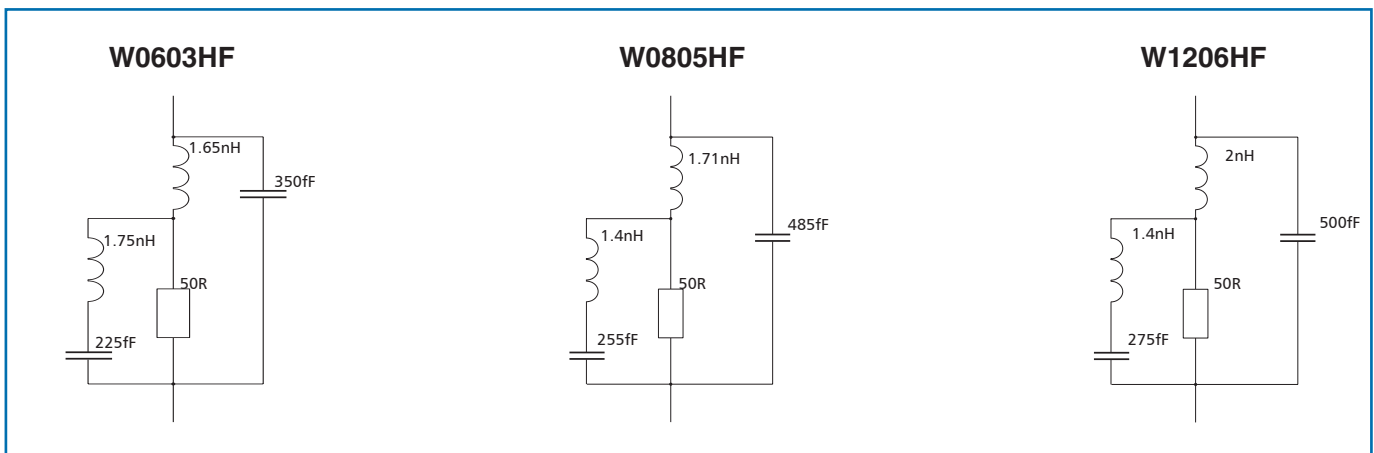 W0603HF
1.65nH
350fF
1.75nH
50R
225fF
W0805HF
1.71nH
485fF
1.4nH
50R
255fF
W1206HF
2nH
500fF
1.4nH
50R
275fF